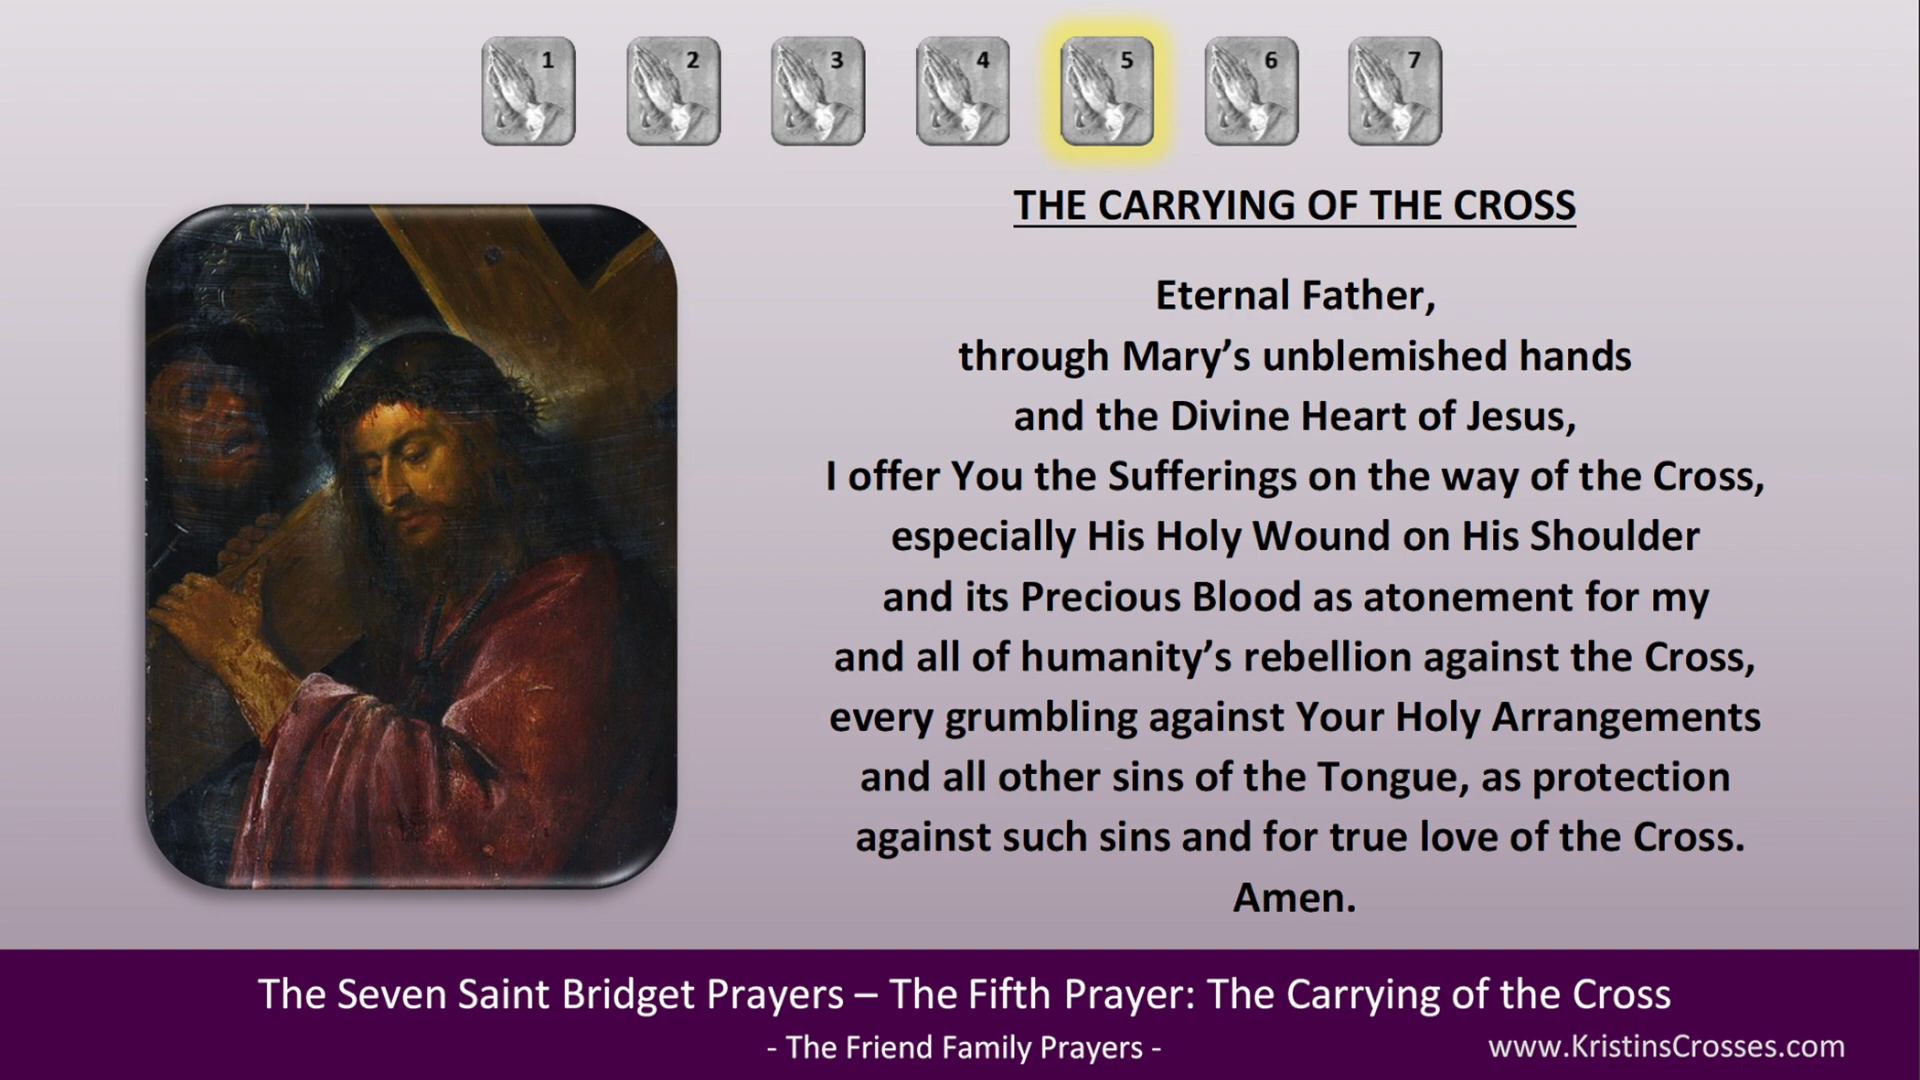 1 2 3 4 5 6 7
THE CARRYING OF THE CROSS
Eternal Father,
through Mary’s unblemished hands
and the Divine Heart of Jesus,
I offer You the Sufferings on the way of the Cross,
especially His Holy Wound on His Shoulder
and its Precious Blood as atonement for my
and all of humanity’s rebellion against the Cross,
every grumbling against Your Holy Arrangements
and all other sins of the Tongue, as protection
against such sins and for true love of the Cross.
Amen.
The Seven Saint Bridget Prayers – The Fifth Prayer: The Carrying of the Cross
- The Friend Family Prayers -
www.KristinsCrosses.com